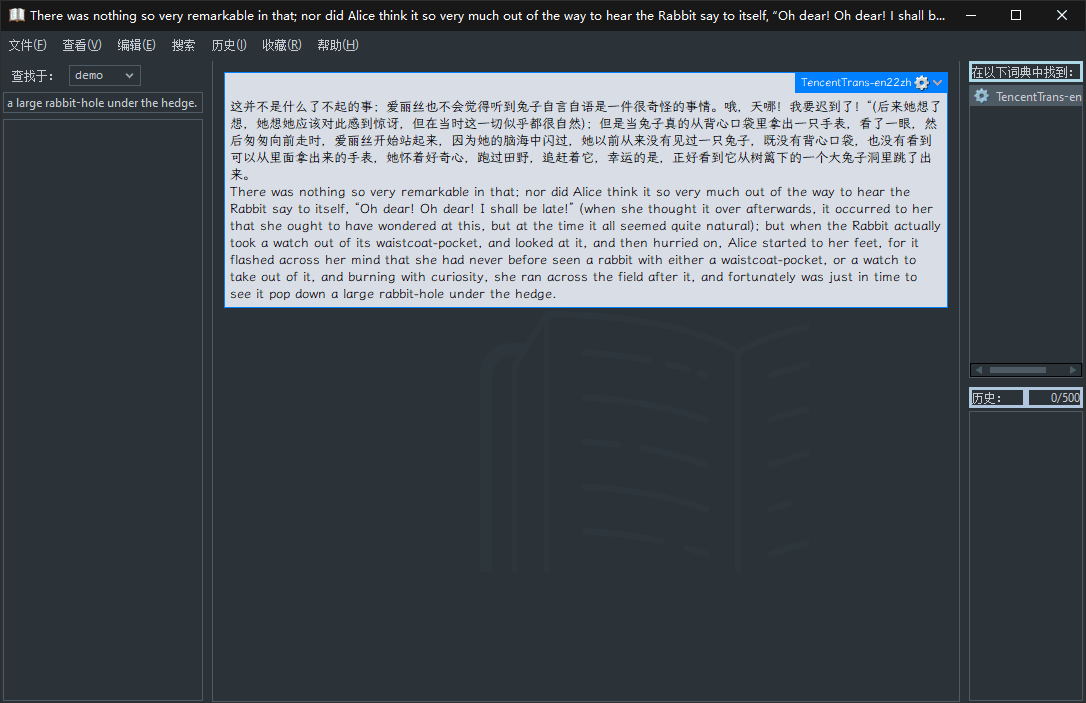 There was nothing so very remarkable in that; nor did Alice think it so very much out of the way to hear the Rabbit say to itself, “Oh dear! Oh dear! I shall b...
文件(F) 查看(V) 编辑(E) 搜索 历史(I) 收藏(R) 帮助(H)
查找于： demo
a large rabbit-hole under the hedge.
TencentTrans-en22zh
这并不是什么了不起的事；爱丽丝也不会觉得听到兔子自言自语是一件很奇怪的事情。哦，天哪！我要迟到了！“(后来她想了
想，她想她应该对此感到惊讶，但在当时这一切似乎都很自然)；但是当兔子真的从背心口袋里拿出一只手表，看了一眼，然
后匆匆向前走时，爱丽丝开始站起来，因为她的脑海中闪过，她以前从来没有见过一只兔子，既没有背心口袋，也没有看到
可以从里面拿出来的手表，她怀着好奇心，跑过田野，追赶着它，幸运的是，正好看到它从树篱下的一个大兔子洞里跳了出
来。
There was nothing so very remarkable in that; nor did Alice think it so very much out of the way to hear the
Rabbit say to itself, “Oh dear! Oh dear! I shall be late!” (when she thought it over afterwards, it occurred to her
that she ought to have wondered at this, but at the time it all seemed quite natural); but when the Rabbit actually
took a watch out of its waistcoat-pocket, and looked at it, and then hurried on, Alice started to her feet, for it
flashed across her mind that she had never before seen a rabbit with either a waistcoat-pocket, or a watch to
take out of it, and burning with curiosity, she ran across the field after it, and fortunately was just in time to
see it pop down a large rabbit-hole under the hedge.
在以下词典中找到：
TencentTrans-en
历史： 0/500